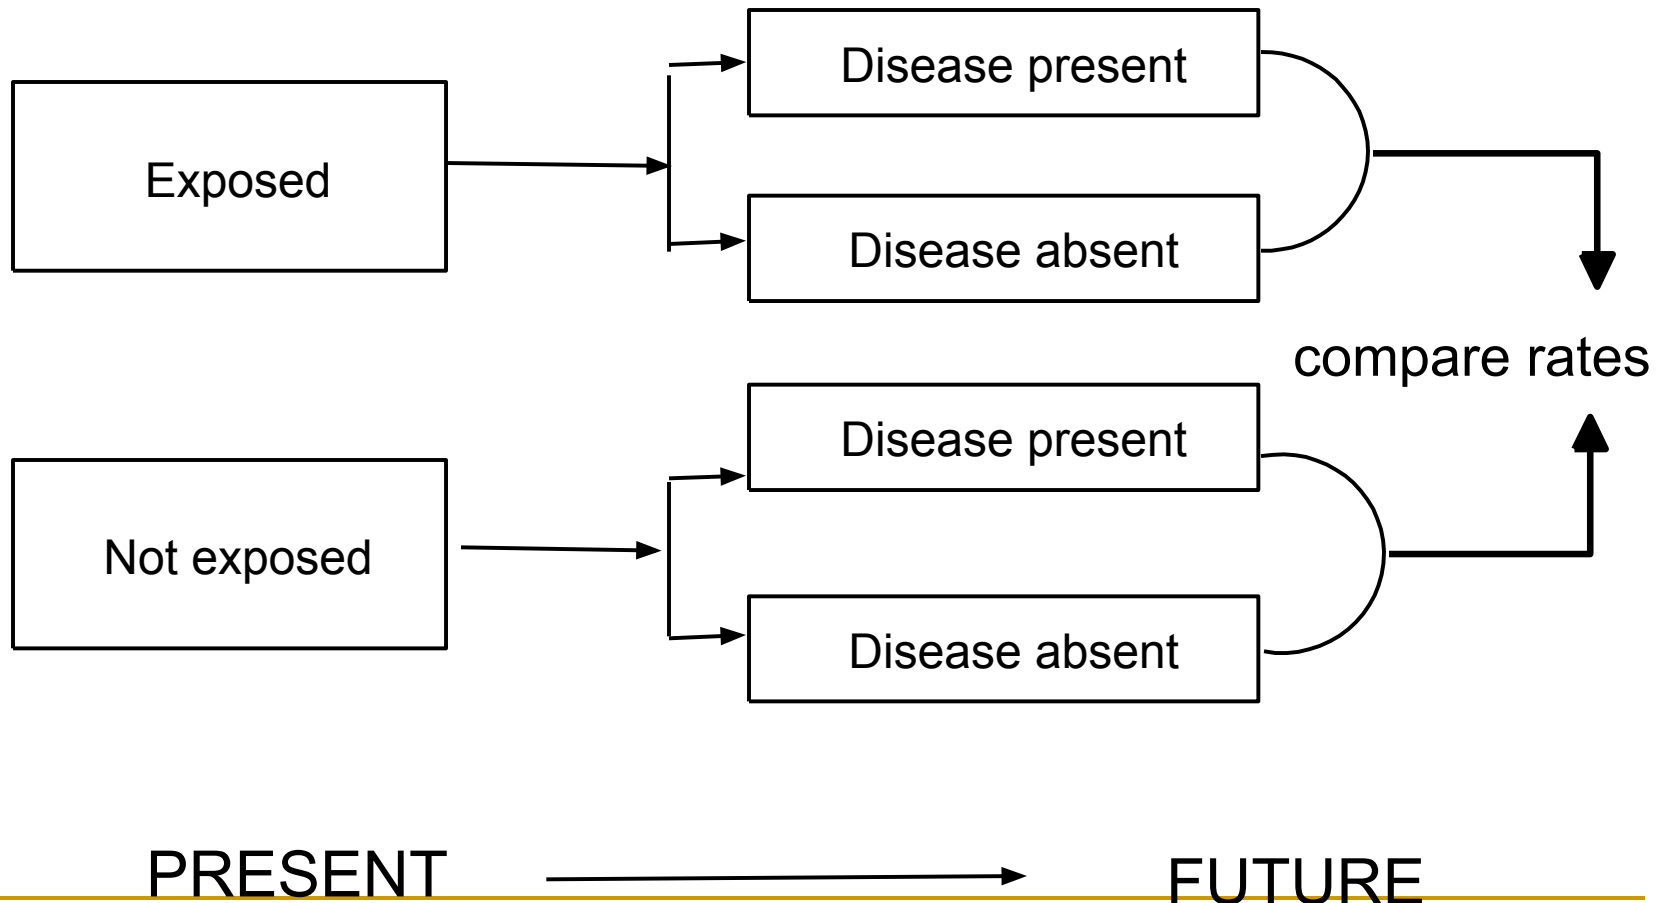 Disease present
Exposed
Disease absent
compare rates
Disease present
Not exposed
Disease absent
PRESENT
FUTURE